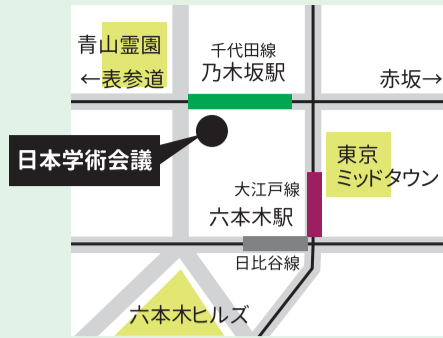 青山霊園
←表参道
千代田線
乃木坂駅
赤坂→
日本学術会議
東京
ミッドタウン
大江戸線
六本木駅
日比谷線
六本木ヒルズ